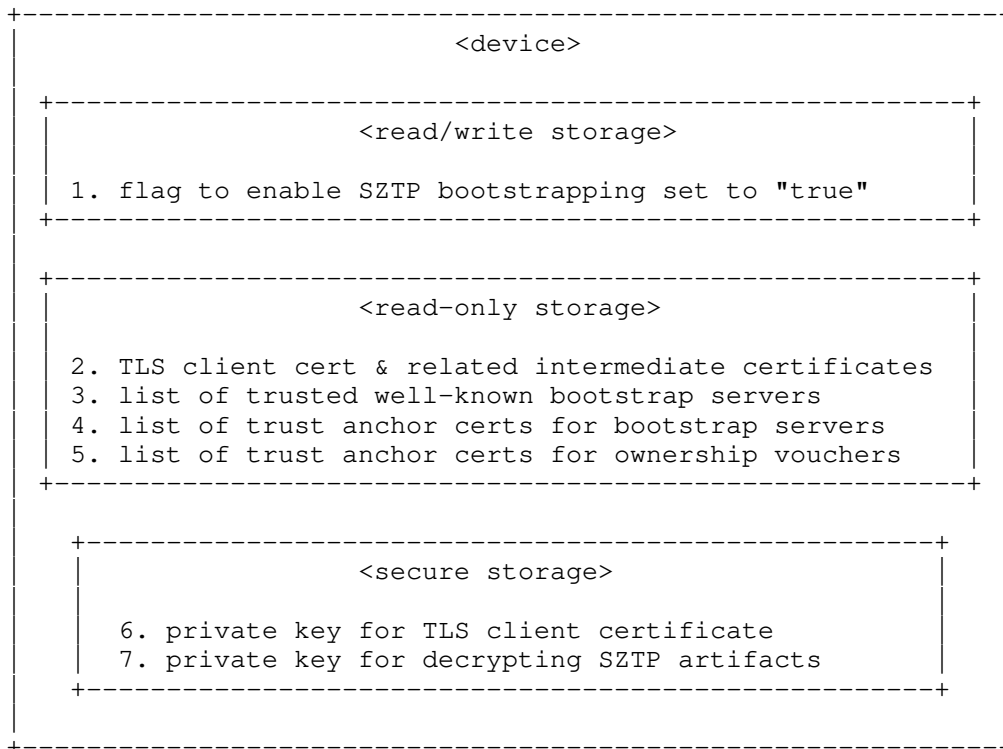 <device>
<read/write storage>
1. flag to enable SZTP bootstrapping set to "true"
<read-only storage>
2. TLS client cert & related intermediate certificates
3. list of trusted well-known bootstrap servers
4. list of trust anchor certs for bootstrap servers
5. list of trust anchor certs for ownership vouchers
<secure storage>
6. private key for TLS client certificate
7. private key for decrypting SZTP artifacts